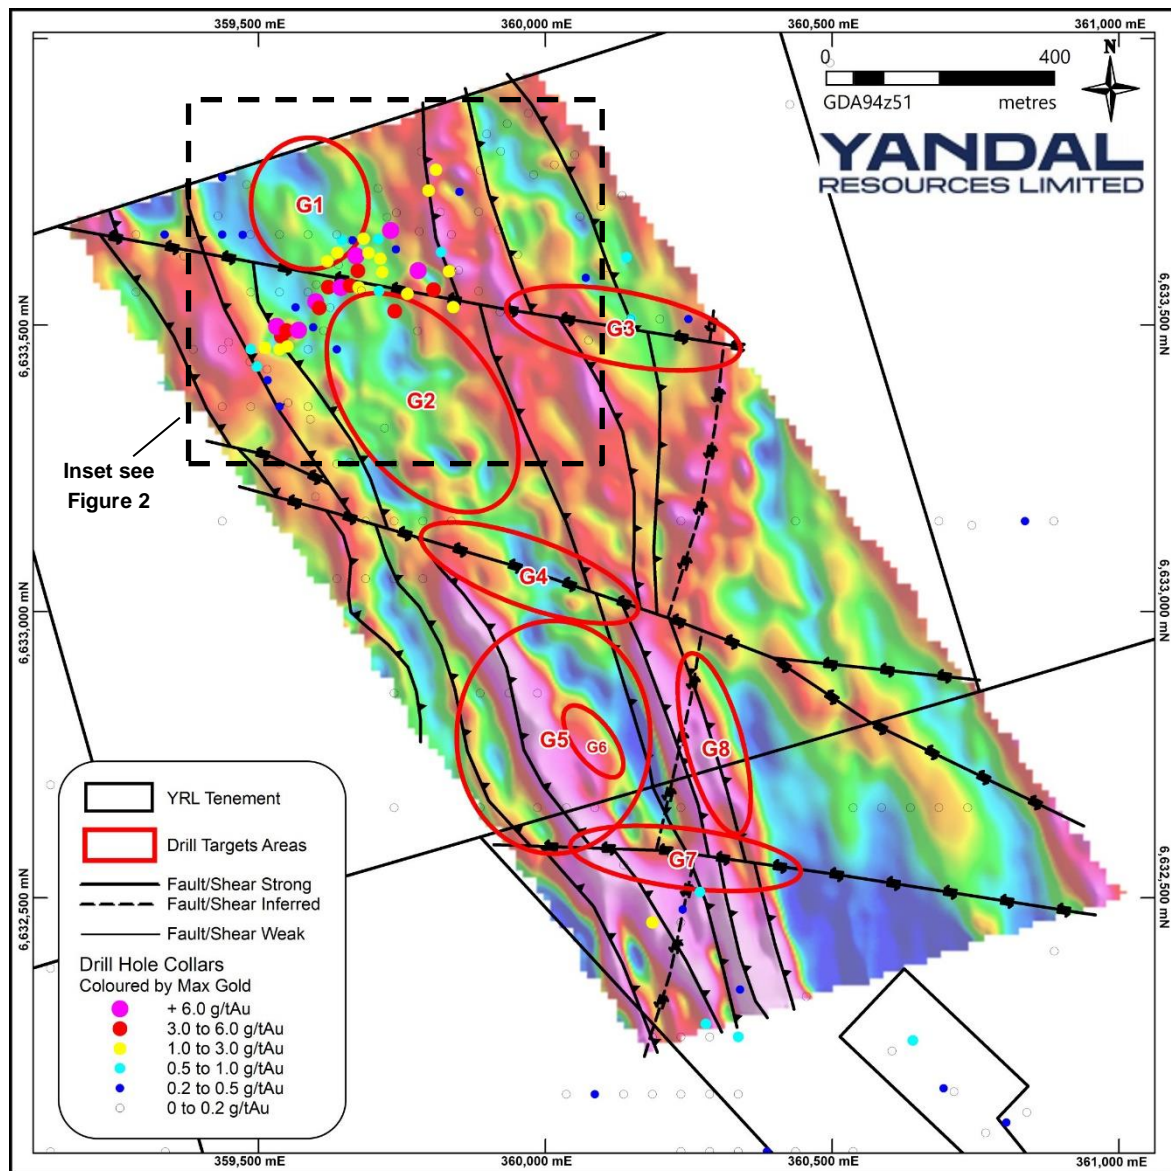 359,500 mE
360,000 mE
360,500 mE
361,000 mE
0
400
N
GDA94z51
metres
YANDAL
RESOURCES LIMITED
G1
G2
G3
G4
G5
G6
G7
G8
6,633,500 mN
6,633,500 mN
6,633,000 mN
6,633,000 mN
6,632,500 mN
6,632,500 mN
Inset see
Figure 2
YRL Tenement
Drill Targets Areas
Fault/Shear Strong
Fault/Shear Inferred
Fault/Shear Weak
Drill Hole Collars
Coloured by Max Gold
+ 6.0 g/tAu
3.0 to 6.0 g/tAu
1.0 to 3.0 g/tAu
0.5 to 1.0 g/tAu
0.2 to 0.5 g/tAu
0 to 0.2 g/tAu
359,500 mE
360,000 mE
360,500 mE
361,000 mE